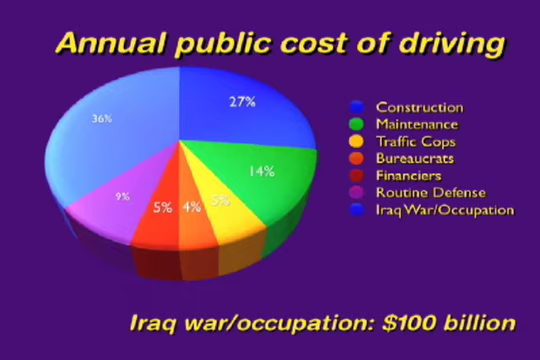 Annual public cost of driving
36%
27%
14%
9%
5%
4%
5%
Construction
Maintenance
Traffic Cops
Bureaucrats
Financiers
Routine Defense
Iraq War/Occupation
Iraq war/occupation: $100 billion